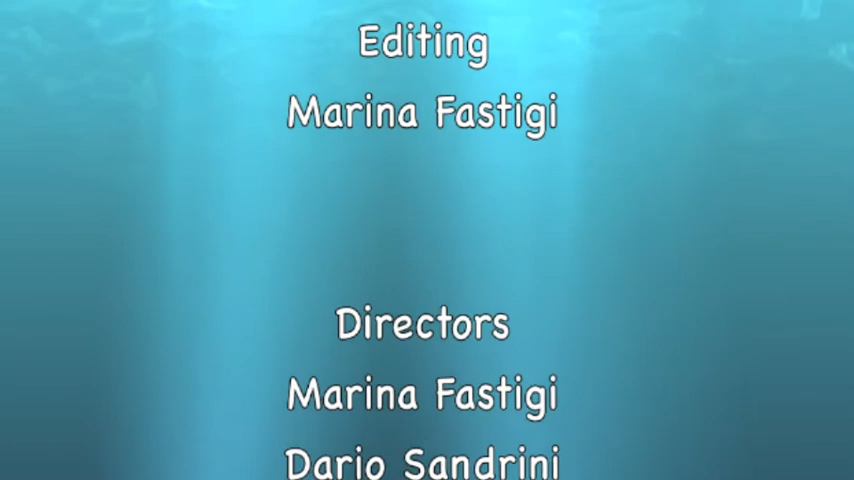 Editing
Marina Fastigi
Directors
Marina Fastigi
Dario Sandrini